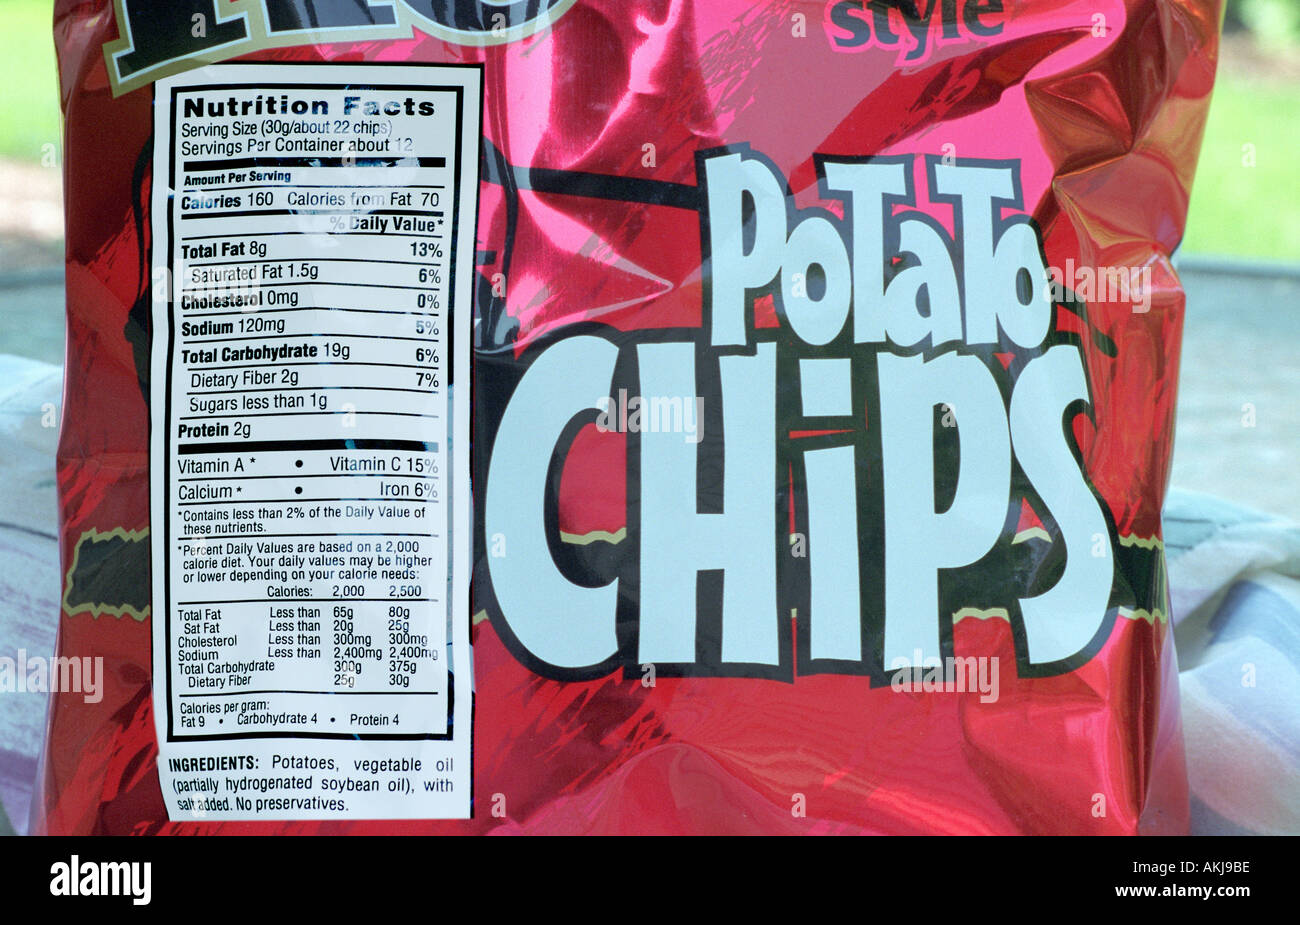 style
Nutrition Facts
Serving Size (30g/about 22 chips)
Servings Per Container about 12
Amount Per Serving
Calories 160 Calories from Fat 70
% Daily Value*
Total Fat 8g 13%
Saturated Fat 1.5g 6%
Cholesterol 0mg 0%
Sodium 120mg 5%
Total Carbohydrate 19g 6%
Dietary Fiber 2g 7%
Sugars less than 1g
Protein 2g
Vitamin A * • Vitamin C 15%
Calcium * • Iron 6%
*Contains less than 2% of the Daily Value of
these nutrients.
*Percent Daily Values are based on a 2,000
calorie diet. Your daily values may be higher
or lower depending on your calorie needs:
Calories: 2,000 2,500
Total Fat Less than 65g 80g
Sat Fat Less than 20g 25g
Cholesterol Less than 300mg 300mg
Sodium Less than 2,400mg 2,400mg
Total Carbohydrate 300g 375g
Dietary Fiber 25g 30g
Calories per gram:
Fat 9 • Carbohydrate 4 • Protein 4
INGREDIENTS: Potatoes, vegetable oil
(partially hydrogenated soybean oil), with
salt added. No preservatives.
POTATO
CHiPS
alamy
Image ID: AKJ9BE
www.alamy.com